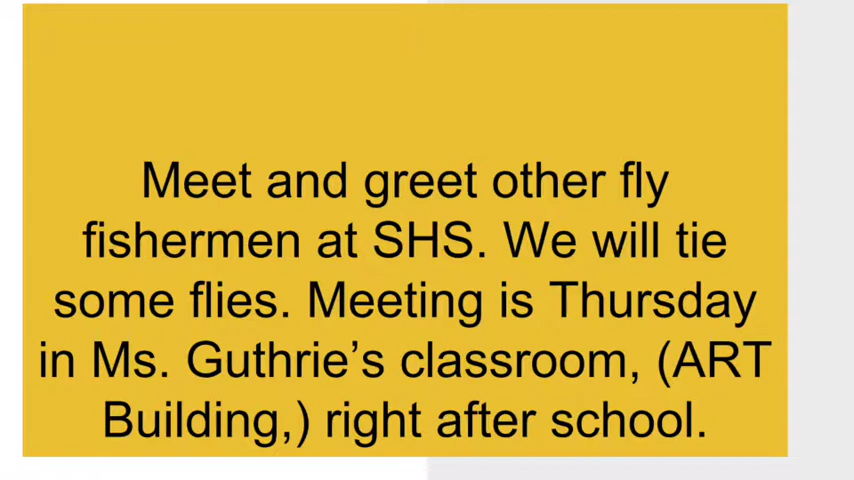 Meet and greet other fly
fishermen at SHS. We will tie
some flies. Meeting is Thursday
in Ms. Guthrie’s classroom, (ART
Building,) right after school.